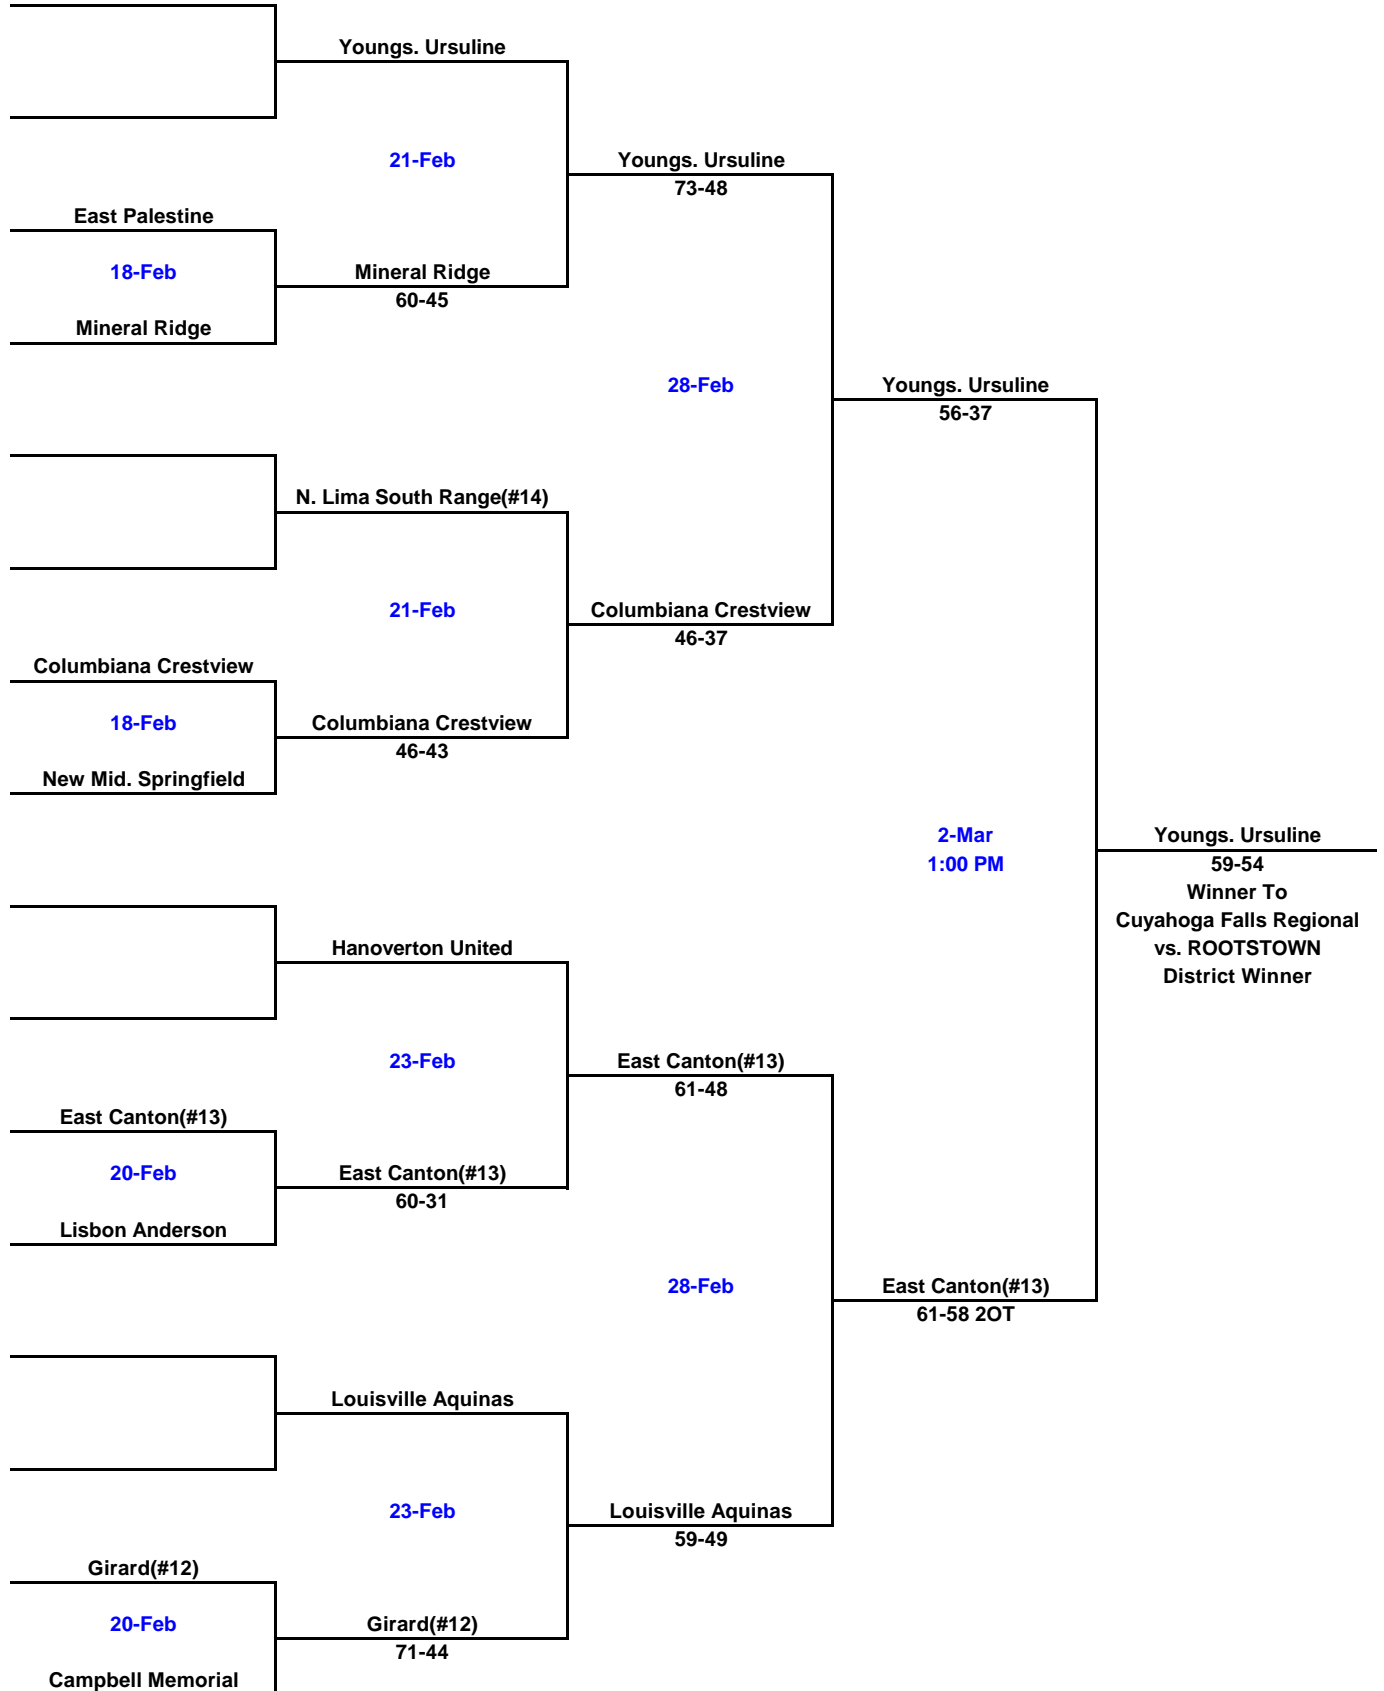 Youngs. Ursuline
21-Feb
Youngs. Ursuline
73-48
East Palestine
18-Feb
Mineral Ridge
60-45
Mineral Ridge
28-Feb
Youngs. Ursuline
56-37
N. Lima South Range(#14)
21-Feb
Columbiana Crestview
46-37
Columbiana Crestview
18-Feb
Columbiana Crestview
46-43
New Mid. Springfield
2-Mar
1:00 PM
Youngs. Ursuline
59-54
Winner To
Cuyahoga Falls Regional
vs. ROOTSTOWN
District Winner
Hanoverton United
23-Feb
East Canton(#13)
61-48
East Canton(#13)
20-Feb
East Canton(#13)
60-31
Lisbon Anderson
28-Feb
East Canton(#13)
61-58 2OT
Louisville Aquinas
23-Feb
Louisville Aquinas
59-49
Girard(#12)
20-Feb
Girard(#12)
71-44
Campbell Memorial